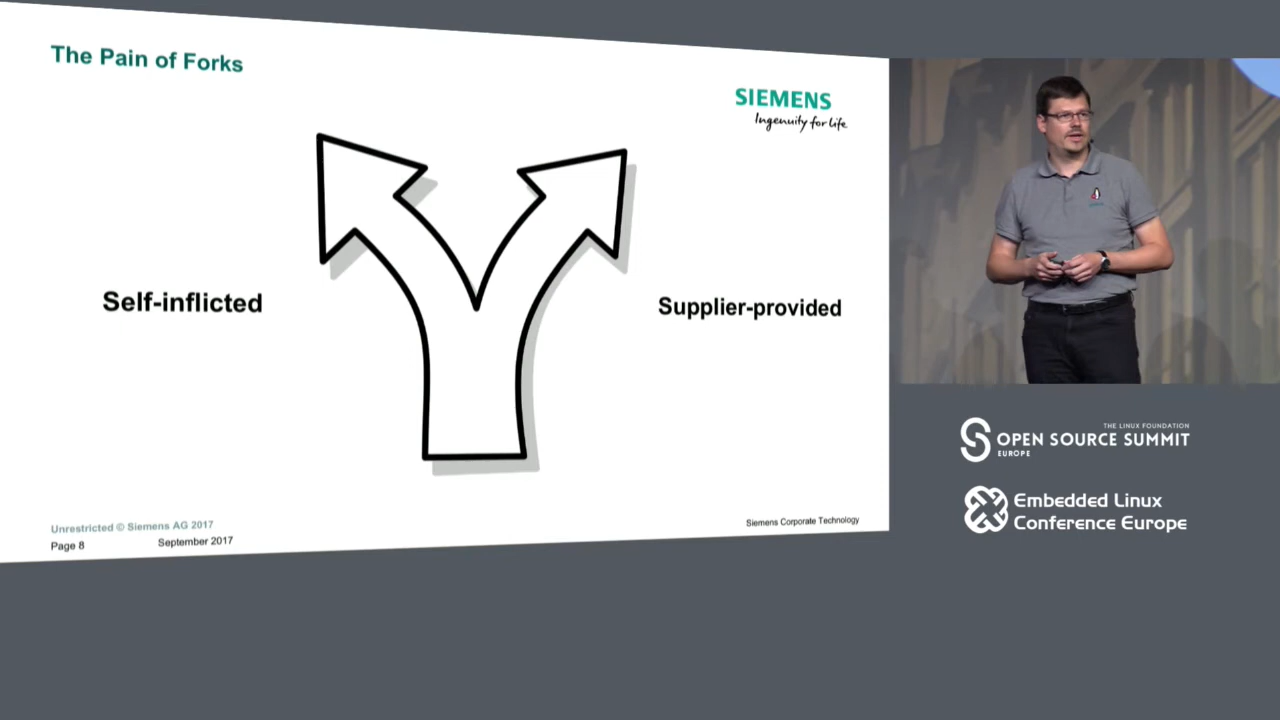 The Pain of Forks
SIEMENS
Ingenuity for life
Self-inflicted
Supplier-provided
Unrestricted © Siemens AG 2017
Page 8
September 2017
Siemens Corporate Technology
THE LINUX FOUNDATION
OPEN SOURCE SUMMIT
EUROPE
Embedded Linux
Conference Europe